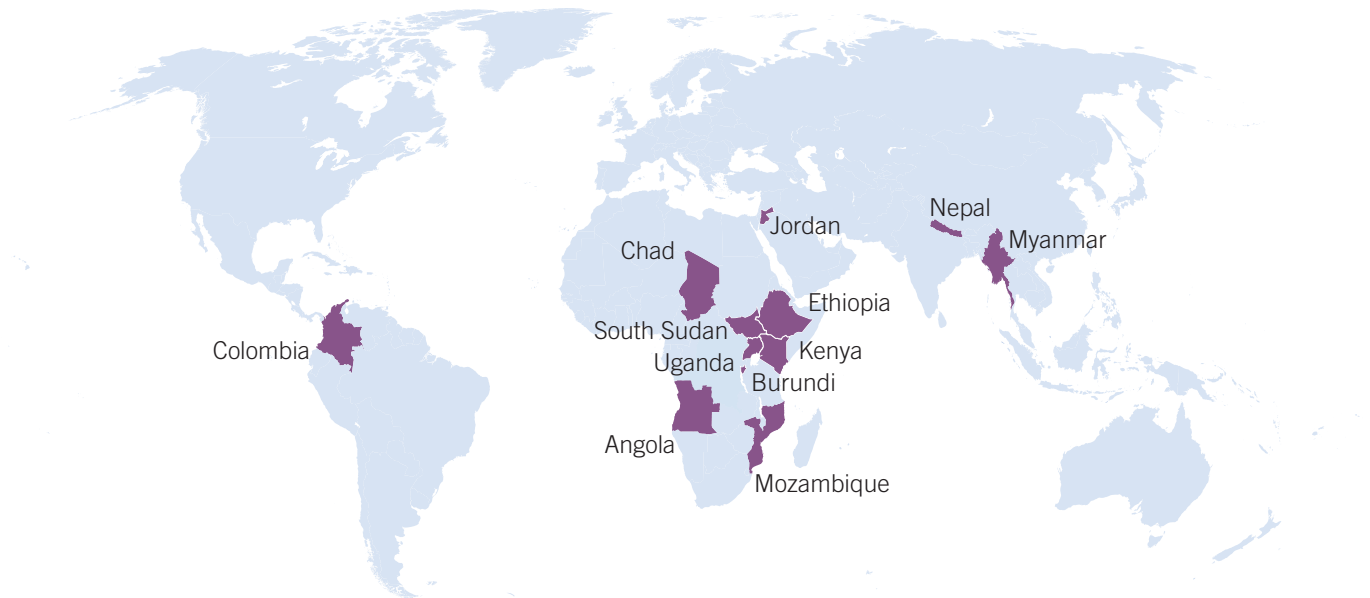 Nepal
Jordan
Myanmar
Chad
Ethiopia
South Sudan
Colombia
Kenya
Uganda
Burundi
Angola
Mozambique